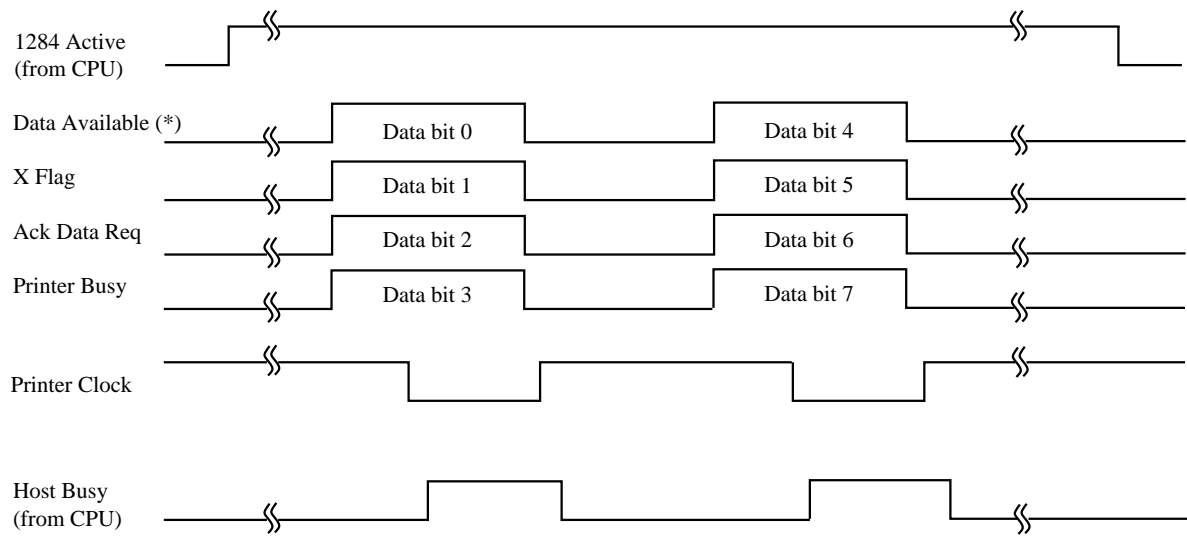 1284 Active
(from CPU)
Data Available (*)
Data bit 0
Data bit 4
X Flag
Data bit 1
Data bit 5
Ack Data Req
Data bit 2
Data bit 6
Printer Busy
Data bit 3
Data bit 7
Printer Clock
Host Busy
(from CPU)